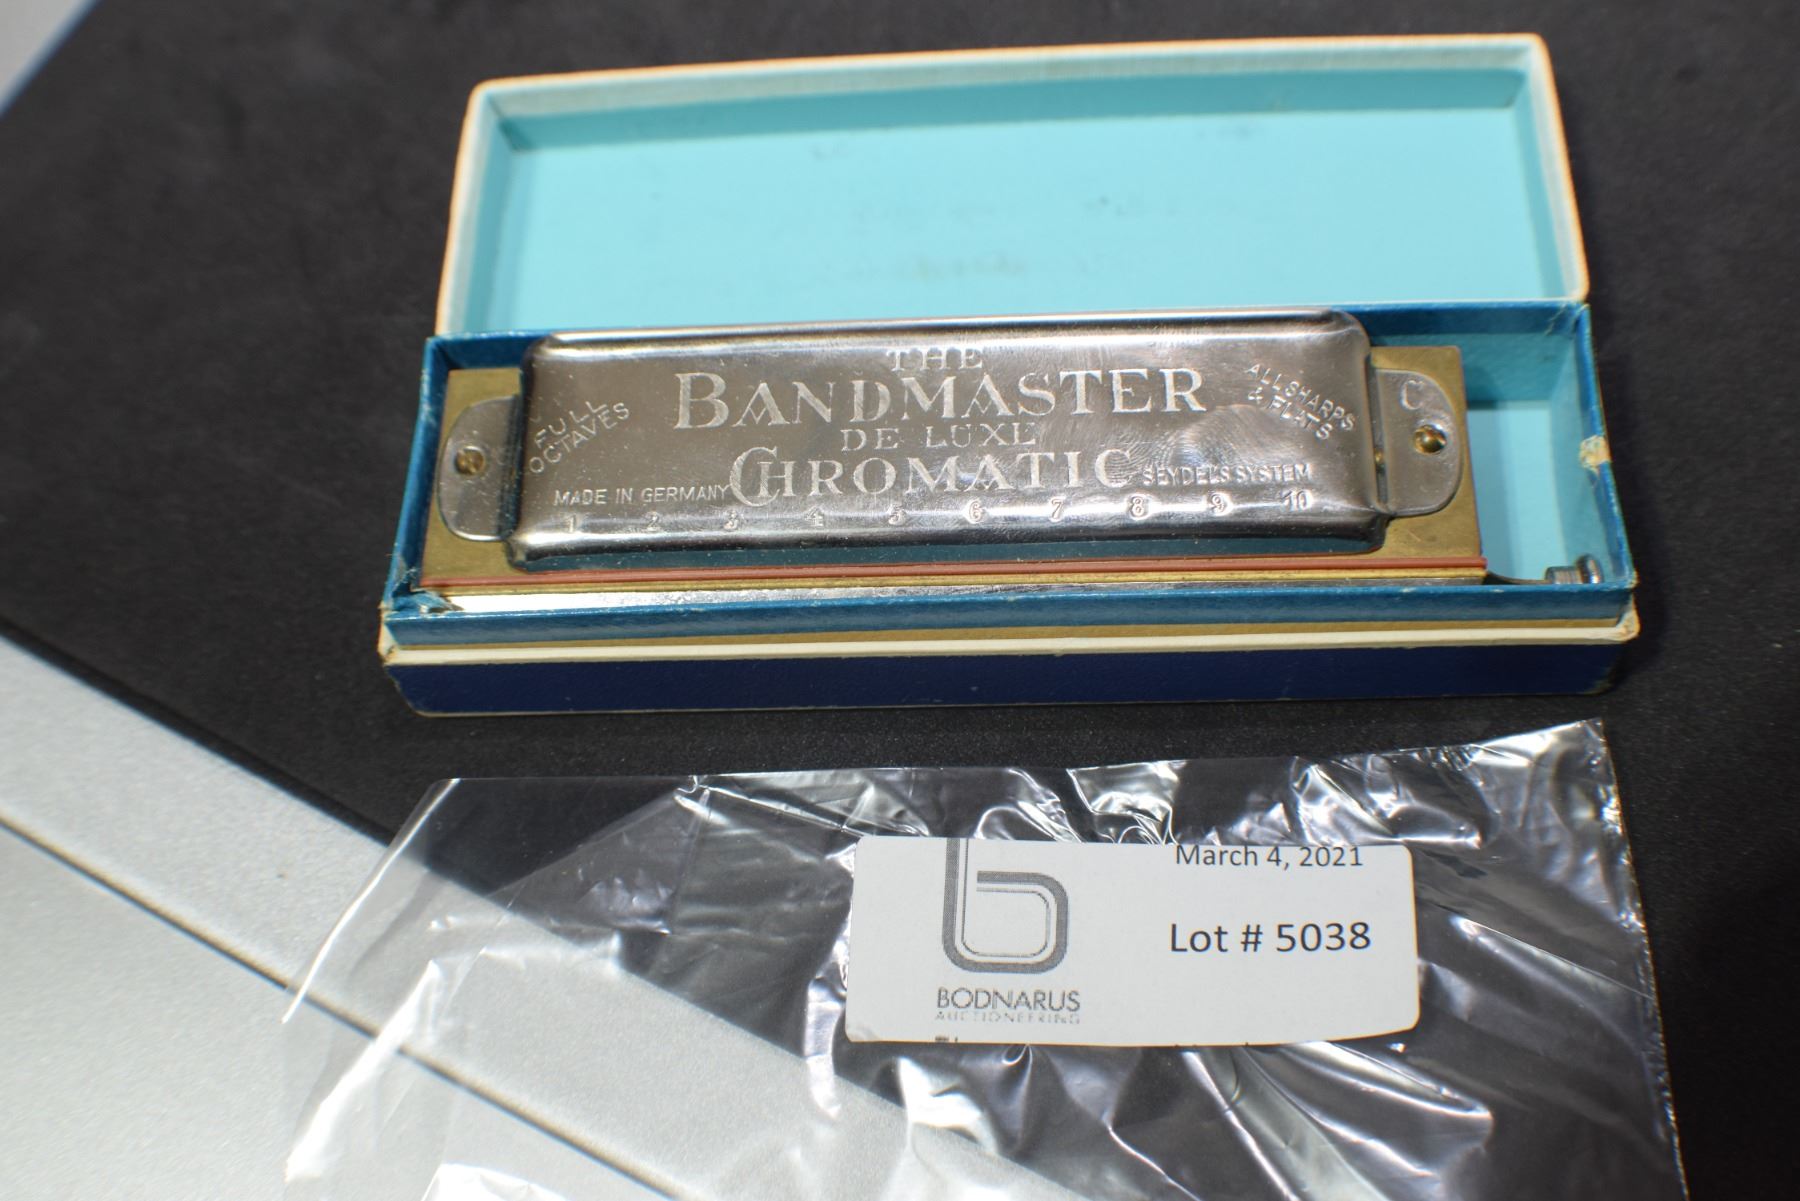 THE
BANDMASTER
DE LUXE
CHROMATIC
FULL
OCTAVES
ALL SHARPS
& FLATS
C
MADE IN GERMANY
SEYDEL'S SYSTEM
1 2 3 4 5 6 7 8 9 10
March 4, 2021
Lot # 5038
BODNARUS
AUCTIONEERING